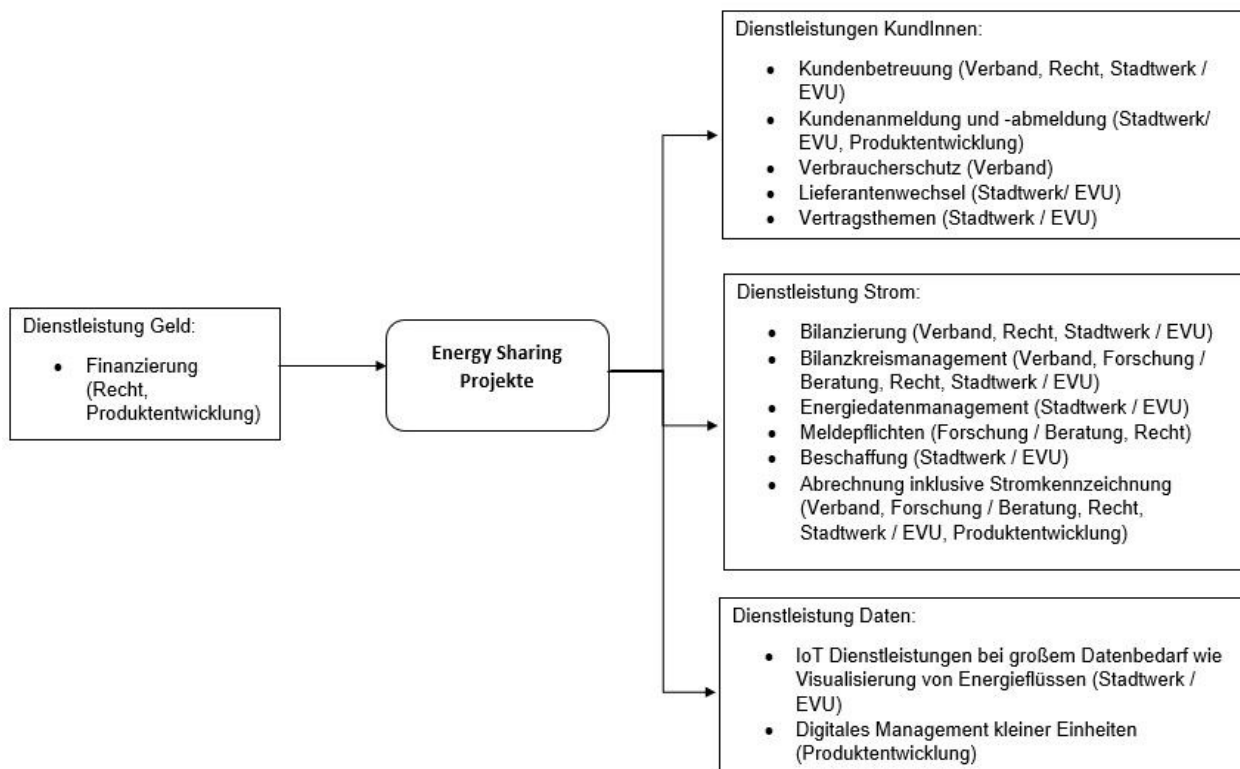 Dienstleistung Geld:
• Finanzierung
(Recht,
Produktentwicklung)
Energy Sharing
Projekte
Dienstleistungen KundInnen:
• Kundenbetreuung (Verband, Recht, Stadtwerk /
EVU)
• Kundenanmeldung und -abmeldung (Stadtwerk/
EVU, Produktentwicklung)
• Verbraucherschutz (Verband)
• Lieferantenwechsel (Stadtwerk/ EVU)
• Vertragsthemen (Stadtwerk / EVU)
Dienstleistung Strom:
• Bilanzierung (Verband, Recht, Stadtwerk / EVU)
• Bilanzkreismanagement (Verband, Forschung /
Beratung, Recht, Stadtwerk / EVU)
• Energiedatenmanagement (Stadtwerk / EVU)
• Meldepflichten (Forschung / Beratung, Recht)
• Beschaffung (Stadtwerk / EVU)
• Abrechnung inklusive Stromkennzeichnung
(Verband, Forschung / Beratung, Recht,
Stadtwerk / EVU, Produktentwicklung)
Dienstleistung Daten:
• IoT Dienstleistungen bei großem Datenbedarf wie
Visualisierung von Energieflüssen (Stadtwerk /
EVU)
• Digitales Management kleiner Einheiten
(Produktentwicklung)